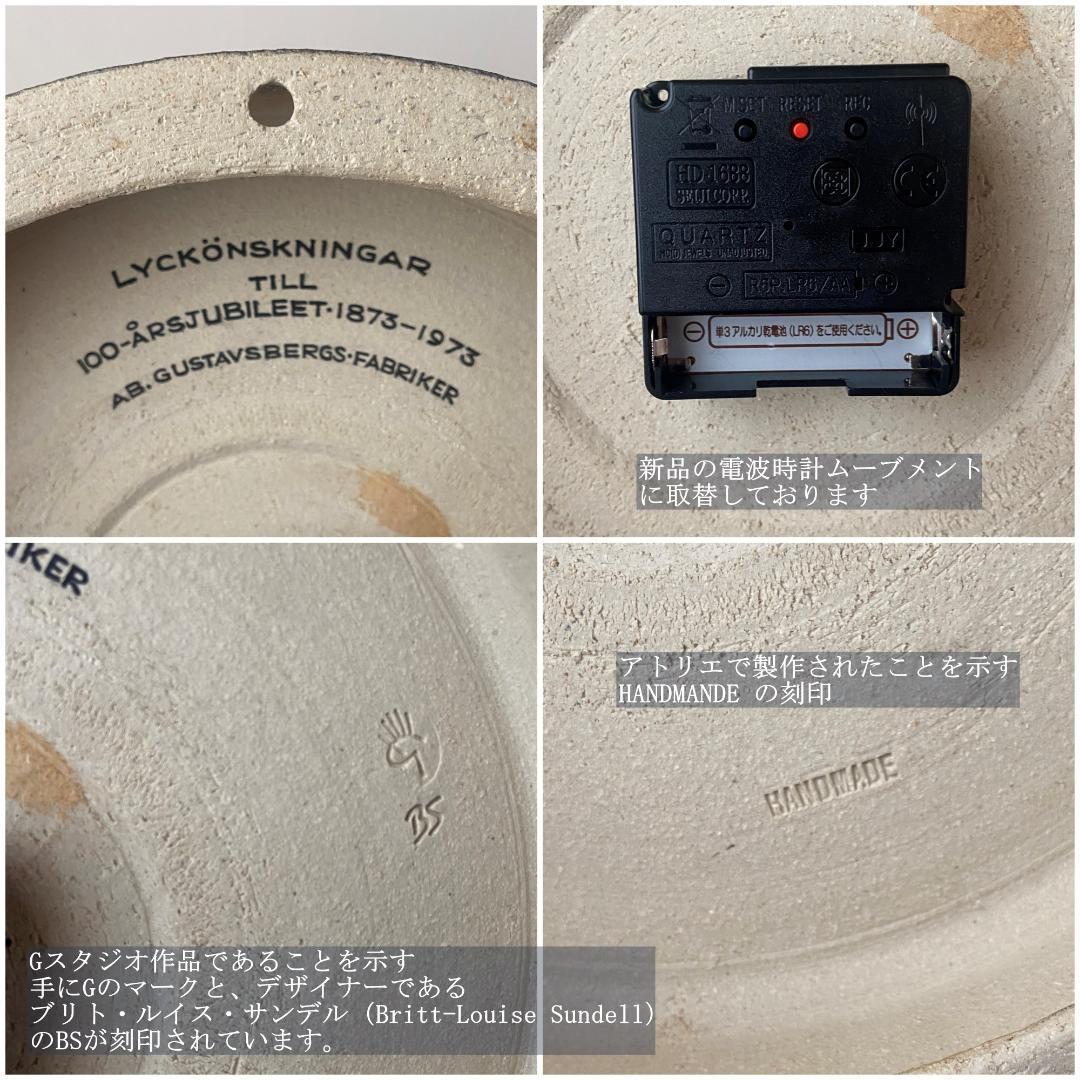 LYCKÖNSKNINGAR
TILL
100-ÅRSJUBILEET·1873-1973
AB. GUSTAVSBERGS·FABRIKER
M.SET RESET REC
HD-1688
SEIJI CORP.
CE
QUARTZ
JJY
R6P.LR6/AA
単3アルカリ乾電池(LR6)をご使用ください。
新品の電波時計ムーブメント
に取替しております
IKER
G
BS
Gスタジオ作品であることを示す
手にGのマークと、デザイナーである
ブリト・ルイス・サンデル (Britt-Louise Sundell)
のBSが刻印されています。
アトリエで製作されたことを示す
HANDMANDE の刻印
HANDMADE